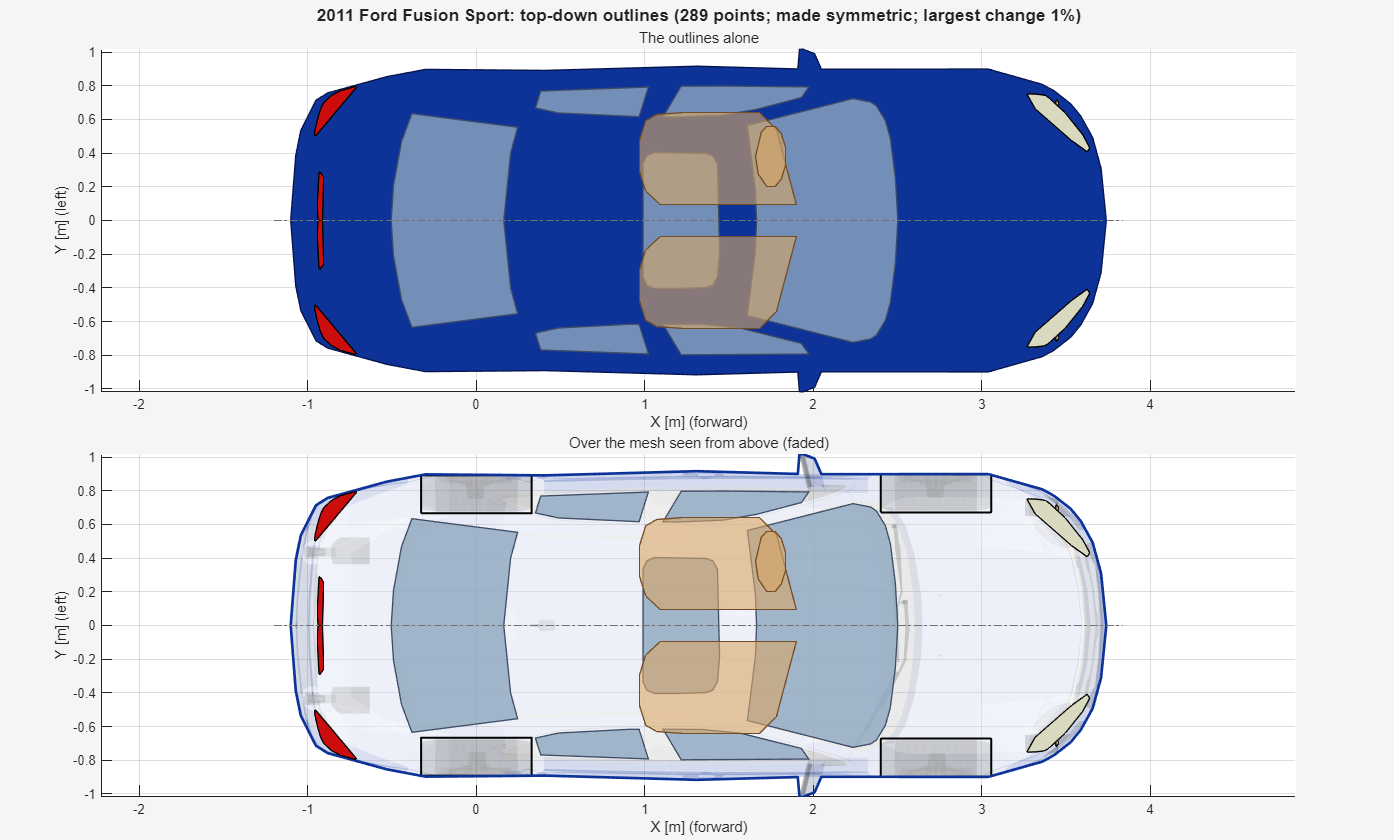 2011 Ford Fusion Sport: top-down outlines (289 points; made symmetric; largest change 1%)
The outlines alone
1
0.8
0.6
0.4
0.2
0
-0.2
-0.4
-0.6
-0.8
-1
Y [m] (left)
-2 -1 0 1 2 3 4
X [m] (forward)
Over the mesh seen from above (faded)
1
0.8
0.6
0.4
0.2
0
-0.2
-0.4
-0.6
-0.8
-1
Y [m] (left)
-2 -1 0 1 2 3 4
X [m] (forward)